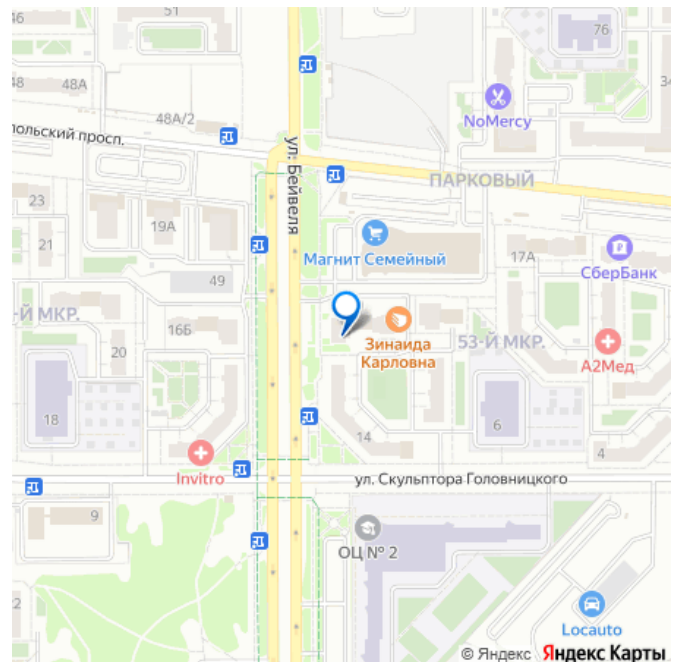 46
51
76
34
48
48А
48А/2
NoMercy
польский просп.
ул. Бейвеля
ПАРКОВЫЙ
23
19А
21
Магнит Семейный
17А
СберБанк
49
-Й МКР.
16Б
20
Зинаида
Карловна
53-Й МКР.
А2Мед
18
6
14
4
Invitro
ул. Скульптора Головницкого
9
ОЦ № 2
2
Locauto
© Яндекс Яндекс Карты